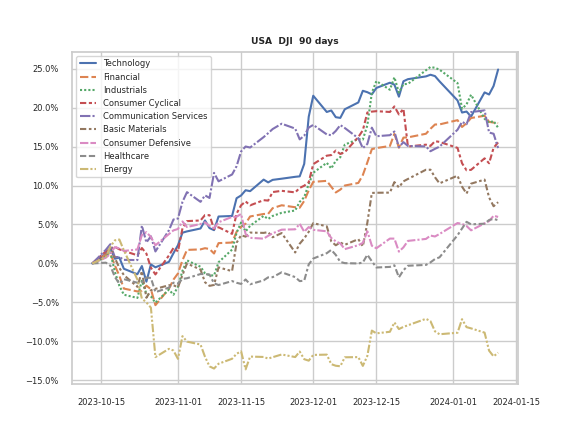 USA DJI 90 days
Technology
Financial
Industrials
Consumer Cyclical
Communication Services
Basic Materials
Consumer Defensive
Healthcare
Energy
25.0%
20.0%
15.0%
10.0%
5.0%
0.0%
−5.0%
−10.0%
−15.0%
2023-10-15 2023-11-01 2023-11-15 2023-12-01 2023-12-15 2024-01-01 2024-01-15